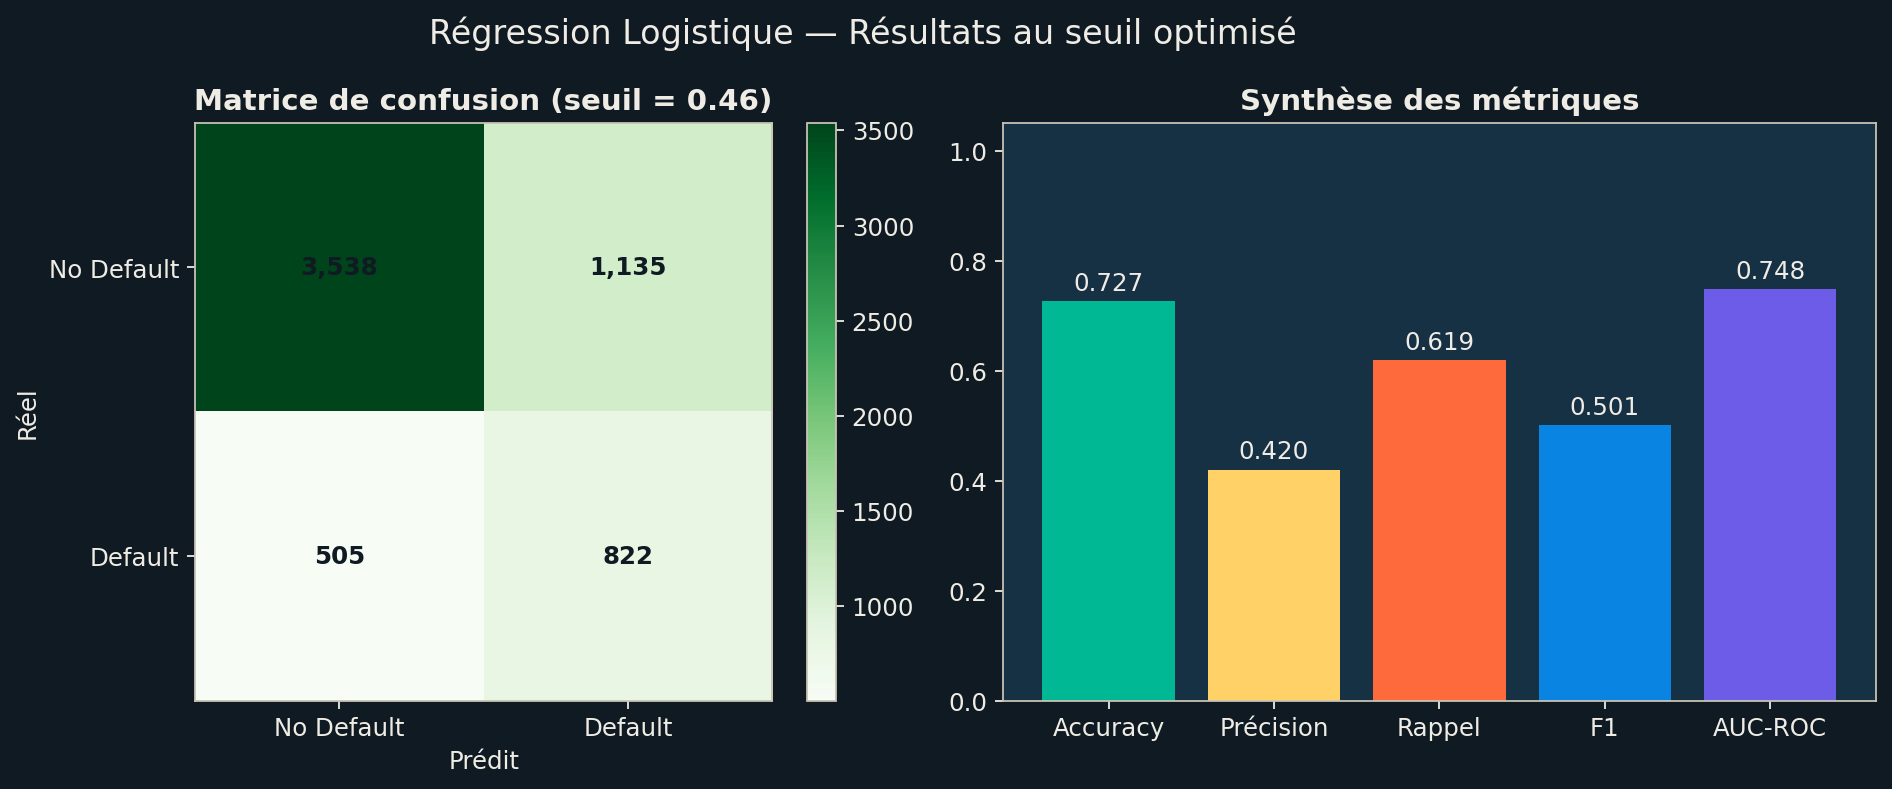 Régression Logistique — Résultats au seuil optimisé
Matrice de confusion (seuil = 0.46)
Réel
No Default
Default
3,538
1,135
505
822
No Default
Default
Prédit
3500
3000
2500
2000
1500
1000
Synthèse des métriques
1.0
0.8
0.6
0.4
0.2
0.0
0.727
0.420
0.619
0.501
0.748
Accuracy
Précision
Rappel
F1
AUC-ROC